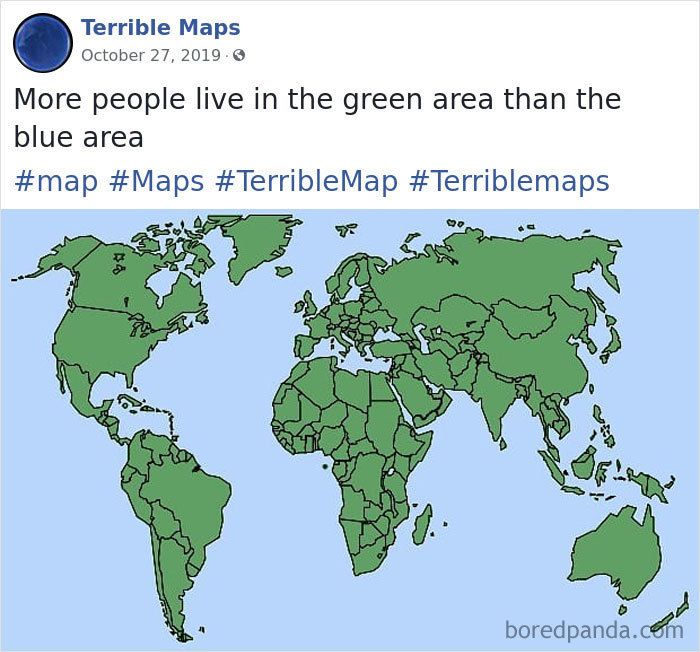 Terrible Maps
October 27, 2019 ·
More people live in the green area than the
blue area
#map #Maps #TerribleMap #Terriblemaps
boredpanda.com